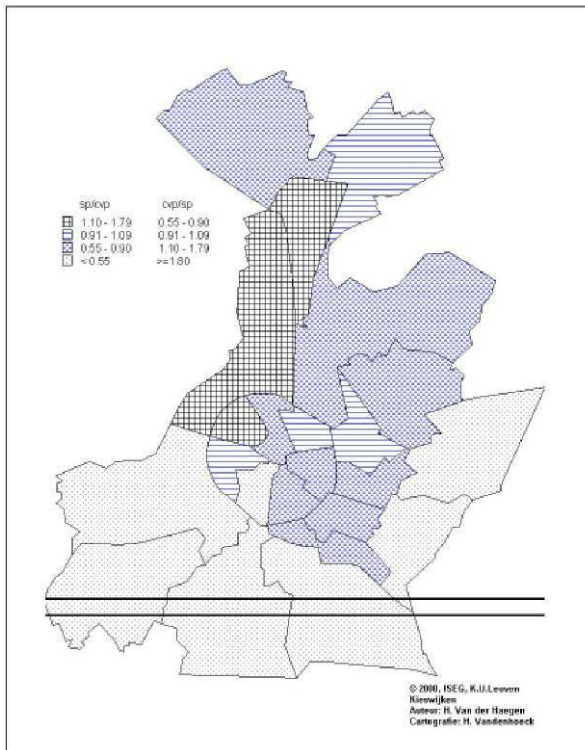 sp/cvp cvp/sp
1.10 - 1.79 0.55 - 0.90
0.91 - 1.09 0.91 - 1.09
0.55 - 0.90 1.10 - 1.79
<0.55 >=1.80
© 2000, ISEG, K.U.Leuven
Kieswijken
Auteur: H. Van der Haegen
Cartografie: H. Vandenhoeck